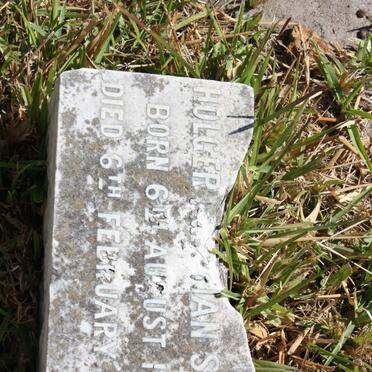 HOLGER
BORN 6TH AUGUST
DIED 6TH FEBRUARY